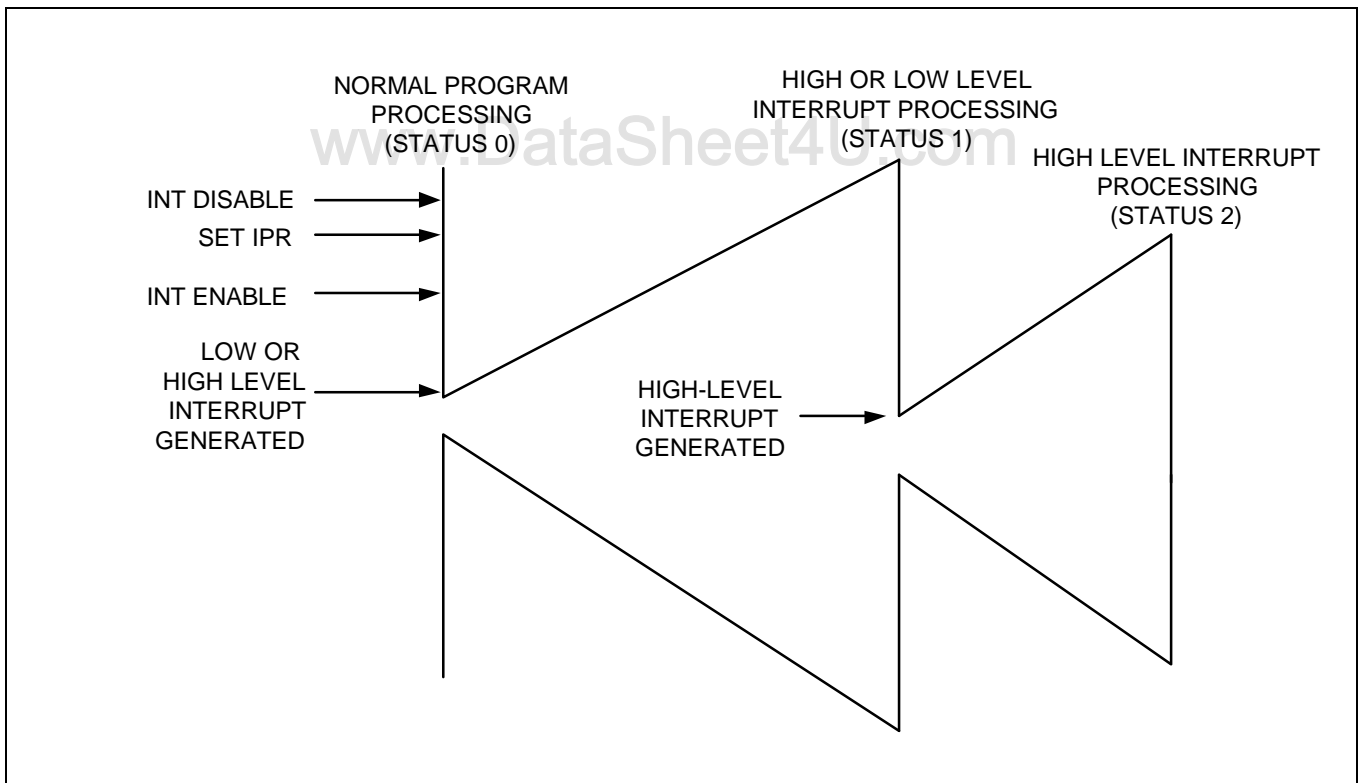 NORMAL PROGRAM
PROCESSING
(STATUS 0)
HIGH OR LOW LEVEL
INTERRUPT PROCESSING
(STATUS 1)
www.DataSheet4U.com
HIGH LEVEL INTERRUPT
PROCESSING
(STATUS 2)
INT DISABLE
SET IPR
INT ENABLE
LOW OR
HIGH LEVEL
INTERRUPT
GENERATED
HIGH-LEVEL
INTERRUPT
GENERATED